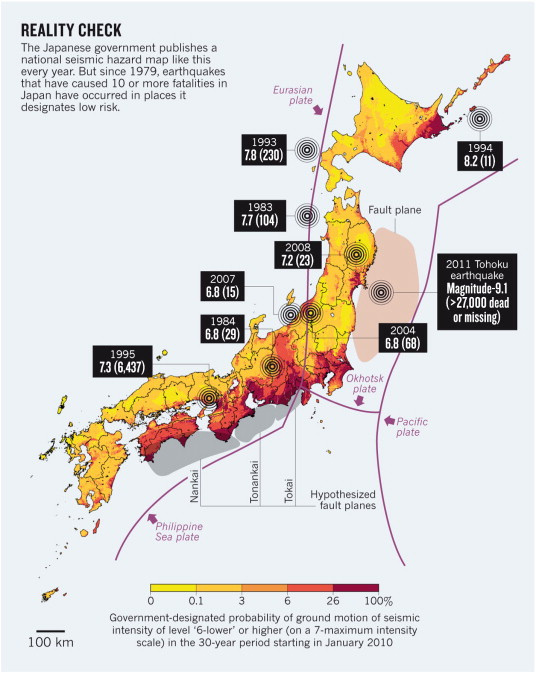 REALITY CHECK
The Japanese government publishes a
national seismic hazard map like this
every year. But since 1979, earthquakes
that have caused 10 or more fatalities in
Japan have occurred in places it
designates low risk.
Eurasian
plate
1993
7.8 (230)
1994
8.2 (11)
1983
7.7 (104)
Fault plane
2008
7.2 (23)
2011 Tohoku
earthquake
Magnitude-9.1
(>27,000 dead
or missing)
2007
6.8 (15)
1984
6.8 (29)
2004
6.8 (68)
1995
7.3 (6,437)
Okhotsk
plate
Pacific
plate
Nankai
Tonankai
Tokai
Hypothesized
fault planes
Philippine
Sea plate
0 0.1 3 6 26 100%
Government-designated probability of ground motion of seismic
intensity of level ‘6-lower’ or higher (on a 7-maximum intensity
scale) in the 30-year period starting in January 2010
100 km